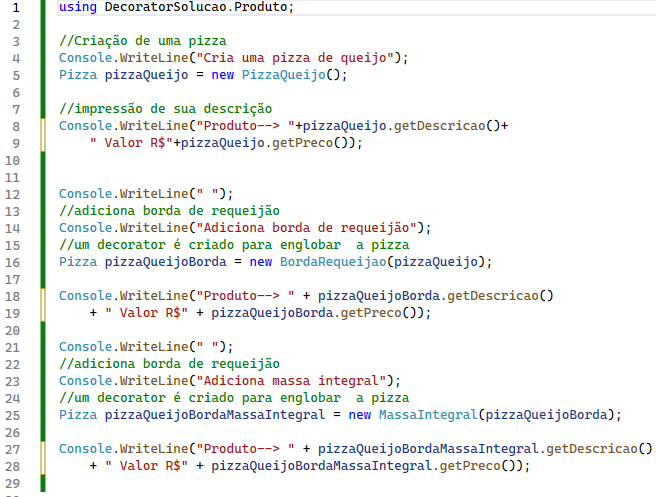 1 using DecoratorSolucao.Produto;
2
3 //Criação de uma pizza
4 Console.WriteLine("Cria uma pizza de queijo");
5 Pizza pizzaQueijo = new PizzaQueijo();
6
7 //impressão de sua descrição
8 Console.WriteLine("Produto--> "+pizzaQueijo.getDescricao()+
9     " Valor R$"+pizzaQueijo.getPreco());
10
11
12 Console.WriteLine(" ");
13 //adiciona borda de requeijão
14 Console.WriteLine("Adiciona borda de requeijão");
15 //um decorator é criado para englobar  a pizza
16 Pizza pizzaQueijoBorda = new BordaRequeijao(pizzaQueijo);
17
18 Console.WriteLine("Produto--> " + pizzaQueijoBorda.getDescricao()
19     + " Valor R$" + pizzaQueijoBorda.getPreco());
20
21 Console.WriteLine(" ");
22 //adiciona borda de requeijão
23 Console.WriteLine("Adiciona massa integral");
24 //um decorator é criado para englobar  a pizza
25 Pizza pizzaQueijoBordaMassaIntegral = new MassaIntegral(pizzaQueijoBorda);
26
27 Console.WriteLine("Produto--> " + pizzaQueijoBordaMassaIntegral.getDescricao()
28     + " Valor R$" + pizzaQueijoBordaMassaIntegral.getPreco());
29